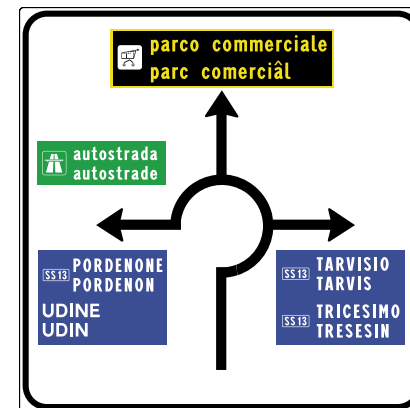 parco commerciale
parc comerciâl
autostrada
autostrade
SS 13 PORDENONE
PORDENON
UDINE
UDIN
SS 13 TARVISIO
TARVIS
SS 13 TRICESIMO
TRESESIN